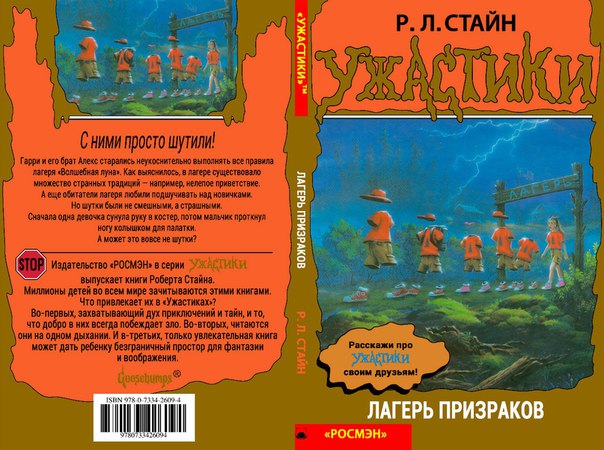 С ними просто шутили!
Гарри и его брат Алекс старались неукоснительно выполнять все правила
лагеря «Волшебная луна». Как выяснилось, в лагере существовало
множество странных традиций — например, нелепое приветствие.
А еще обитатели лагеря любили подшучивать над новичками.
Но шутки были не смешными, а страшными.
Сначала одна девочка сунула руку в костер, потом мальчик проткнул
ногу колышком для палатки.
А может это вовсе не шутки?
STOP
Издательство «РОСМЭН» в серии УЖАСТИКИ
выпускает книги Роберта Стайна.
Миллионы детей во всем мире зачитываются этими книгами.
Что привлекает их в «Ужастиках»?
Во-первых, захватывающий дух приключений и тайн, и то,
что добро в них всегда побеждает зло. Во-вторых, читаются
они на одном дыхании. И в-третьих, только увлекательная книга
может дать ребенку безграничный простор для фантазии
и воображения.
Goosebumps®
ISBN 978-0-7334-2609-4
9780733426094
«УЖАСТИКИ»™
ЛАГЕРЬ ПРИЗРАКОВ
Р. Л. СТАЙН
Р. Л. СТАЙН
УЖАСТИКИ
ЛАГЕРЬ
Расскажи про
УЖАСТИКИ
своим друзьям!
ЛАГЕРЬ ПРИЗРАКОВ
«РОСМЭН»